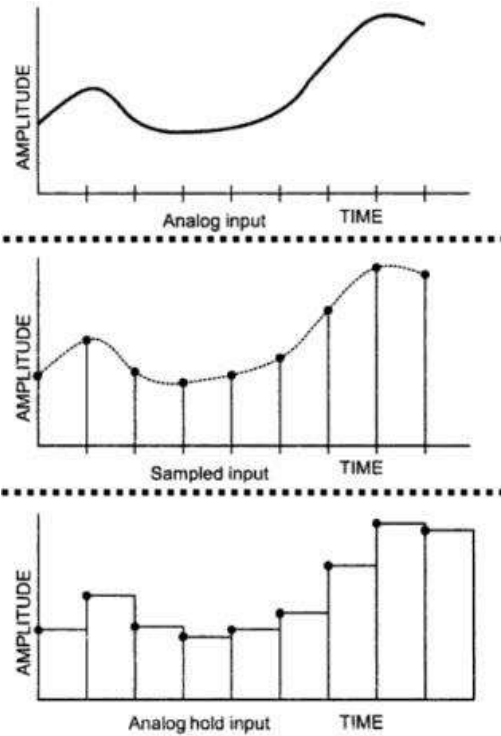 AMPLITUDE
Analog input TIME
AMPLITUDE
Sampled input TIME
AMPLITUDE
Analog hold input TIME